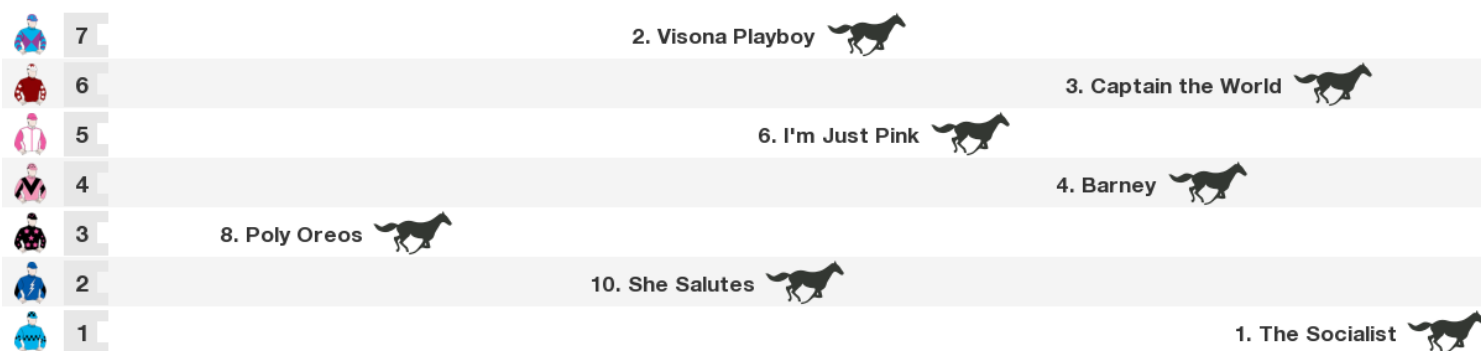 7 2. Visona Playboy
6 3. Captain the World
5 6. I'm Just Pink
4 4. Barney
3 8. Poly Oreos
2 10. She Salutes
1 1. The Socialist